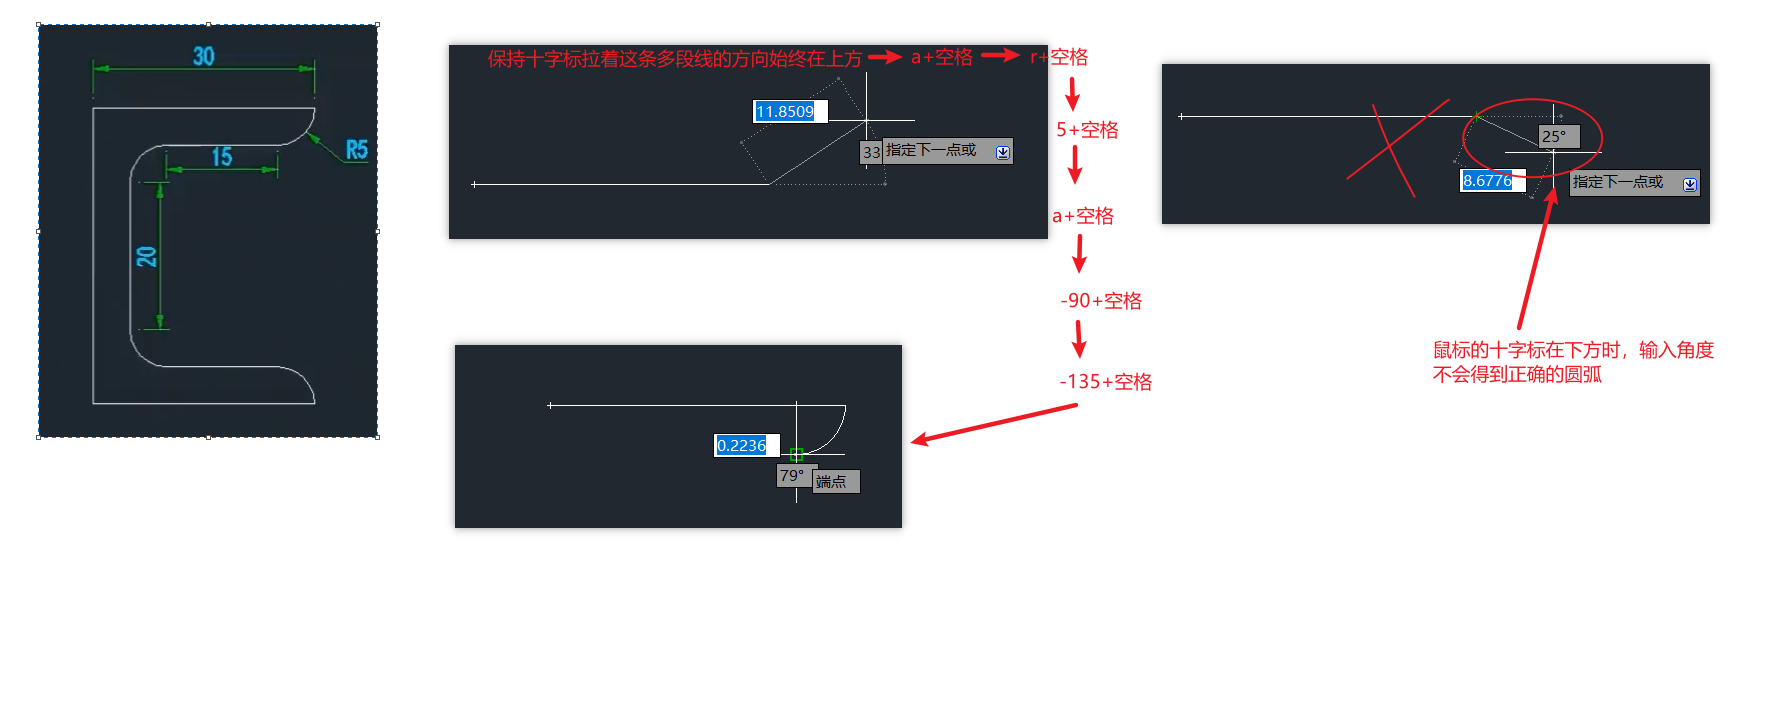 30
R5
15
20
保持十字标拉着这条多段线的方向始终在上方
a+空格
r+空格
11.8509
33
指定下一点或
5+空格
a+空格
-90+空格
-135+空格
0.2236
79°
端点
25°
8.6776
指定下一点或
鼠标的十字标在下方时，输入角度
不会得到正确的圆弧